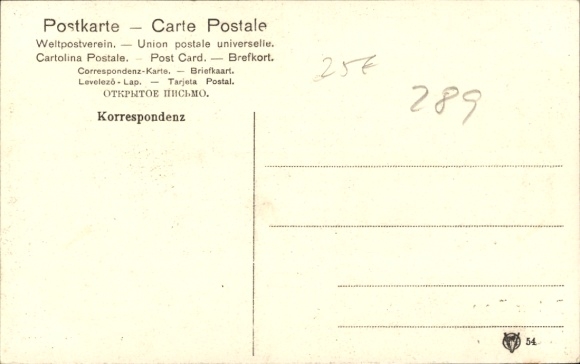 Postkarte – Carte Postale
Weltpostverein. – Union postale universelle.
Cartolina Postale. – Post Card. – Brefkort.
Correspondenz-Karte. – Briefkaart.
Levelező-Lap. – Tarjeta Postal.
ОТКРЫТОЕ ПИСЬМО.
Korrespondenz
25€
289
54